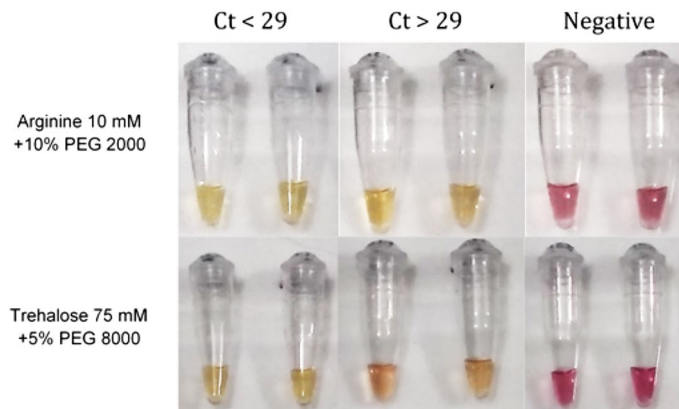 Ct < 29
Ct > 29
Negative
Arginine 10 mM
+10% PEG 2000
Trehalose 75 mM
+5% PEG 8000